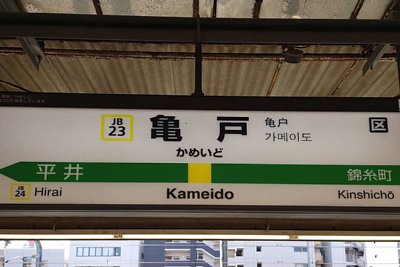 JB
23
亀戸
亀户
가메이도
区
かめいど
平井
錦糸町
JB
24
Hirai
Kameido
Kinshichō